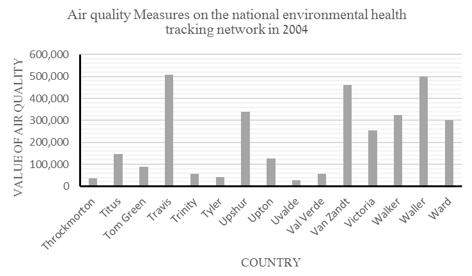 Air quality Measures on the national environmental health
tracking network in 2004
VALUE OF AIR QUALITY
600,000
500,000
400,000
300,000
200,000
100,000
0
Throckmorton
Titus
Tom Green
Travis
Trinity
Tyler
Upshur
Upton
Uvalde
Val Verde
Van Zandt
Victoria
Walker
Waller
Ward
COUNTRY